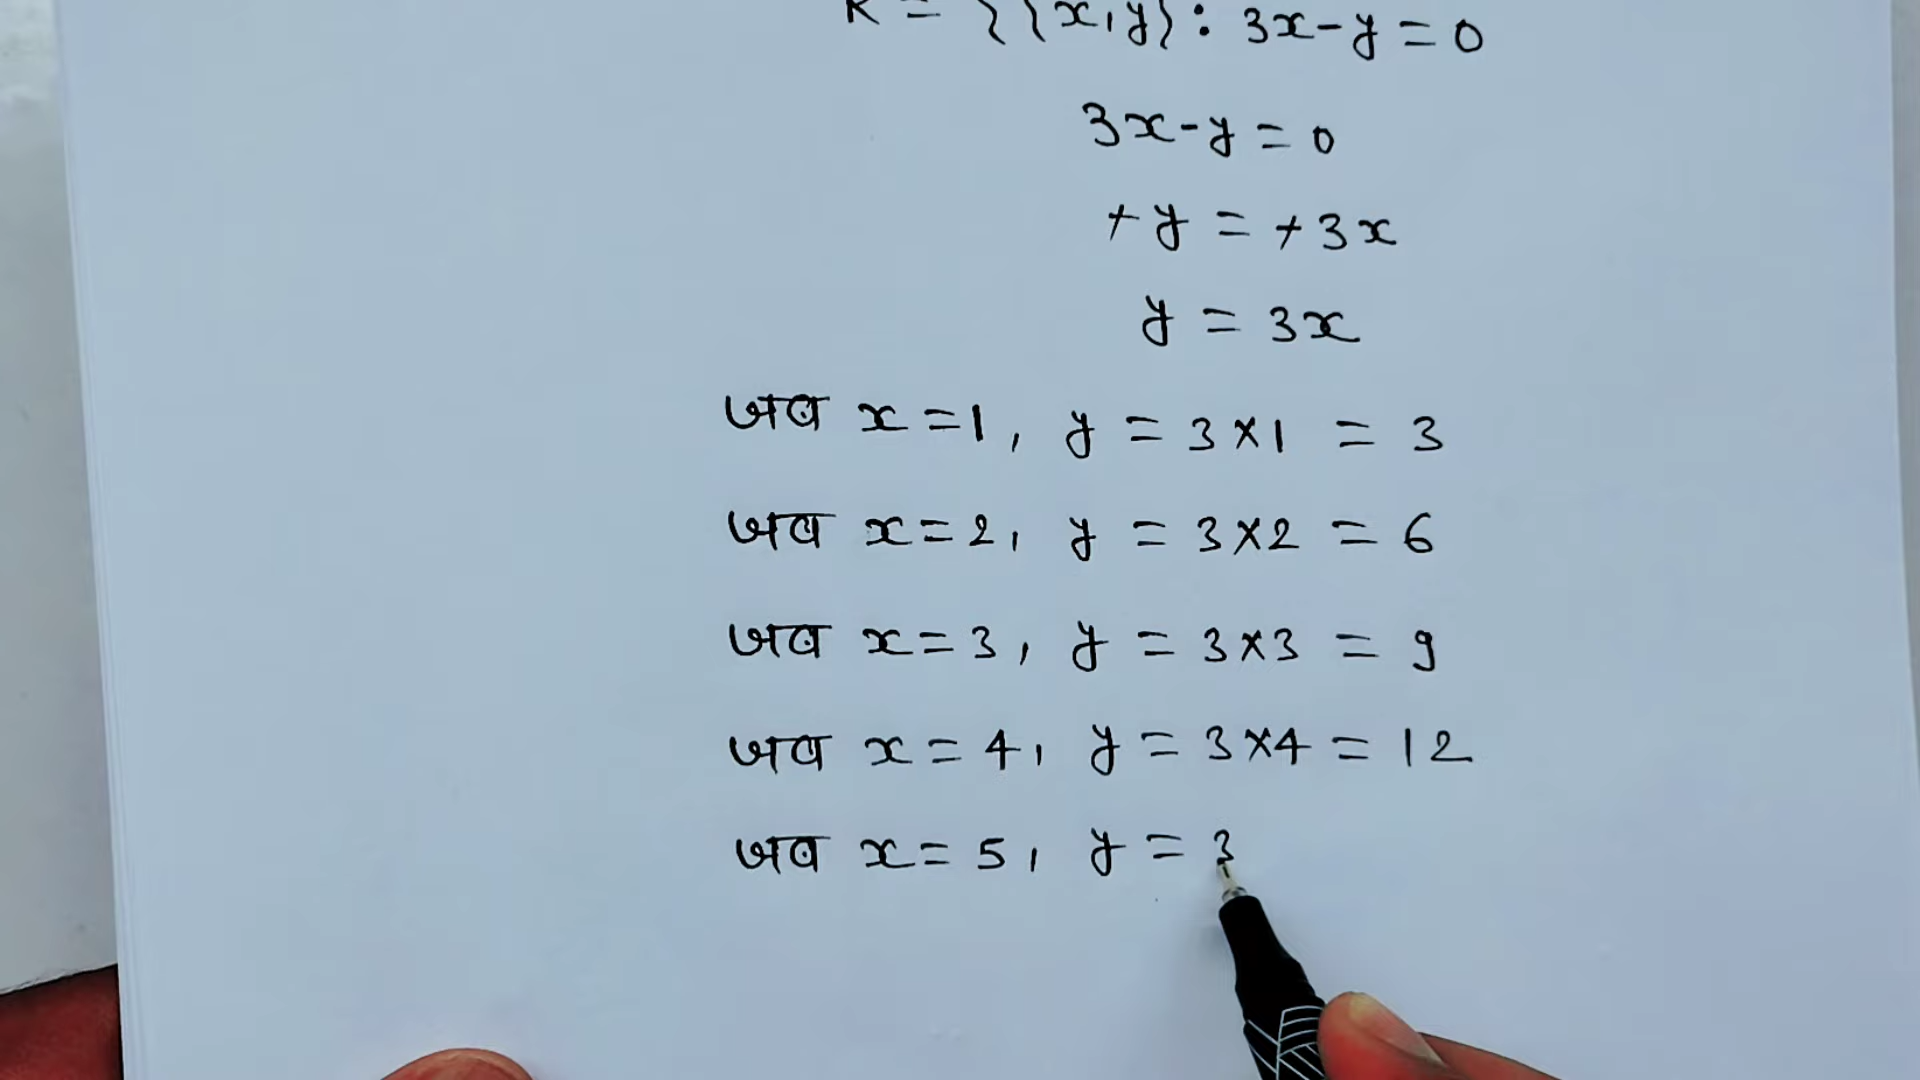 R = {(x,y): 3x-y=0
3x-y=0
+y = +3x
y = 3x
जब x=1, y = 3×1 = 3
जब x=2, y = 3×2 = 6
जब x=3, y = 3×3 = 9
जब x=4, y = 3×4 = 12
जब x=5, y = 3